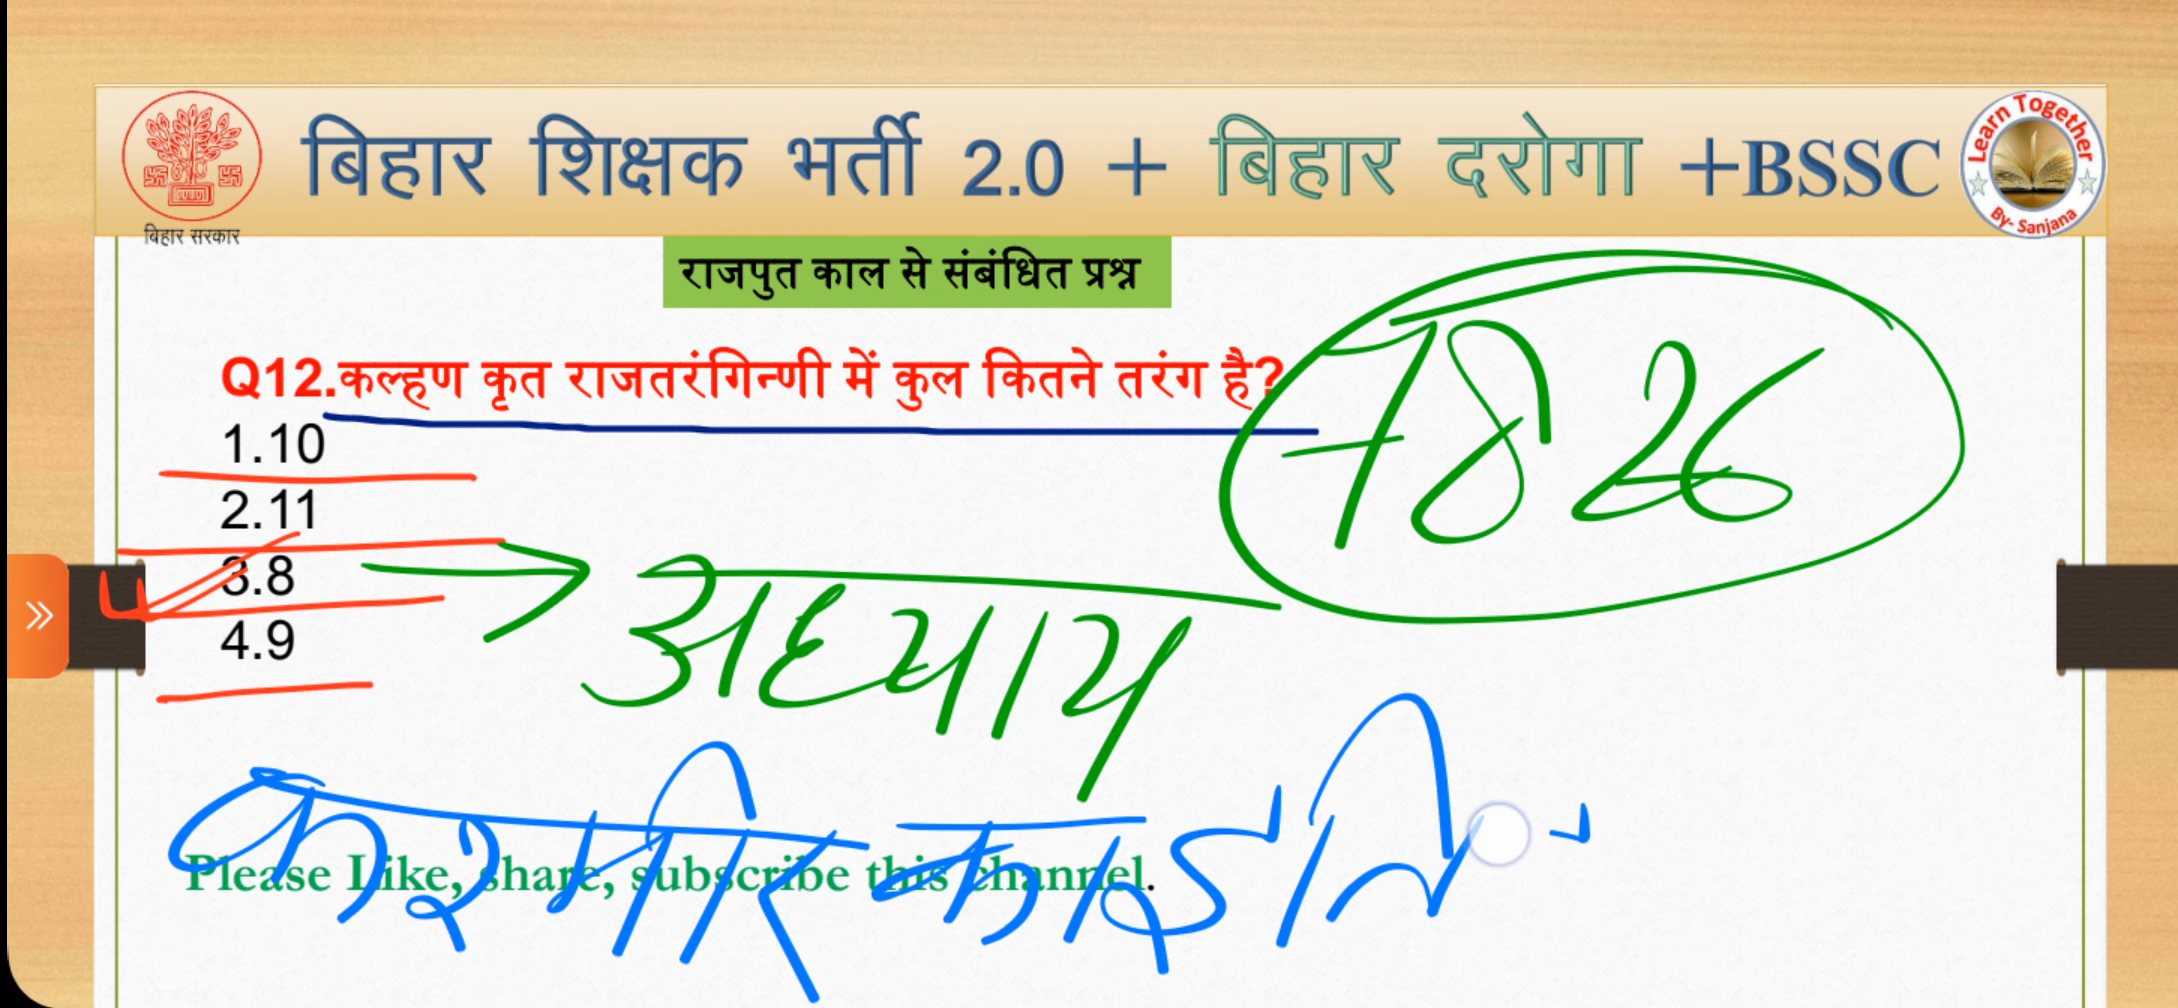 बिहार शिक्षक भर्ती 2.0 + बिहार दरोगा +BSSC
Learn Together
By- Sanjana
बिहार सरकार
राजपुत काल से संबंधित प्रश्न
Q12.कल्हण कृत राजतरंगिन्णी में कुल कितने तरंग है?
7826
1.10
2.11
3.8
अध्याय
4.9
कश्मीर का इति
Please Like, share, subscribe this channel.